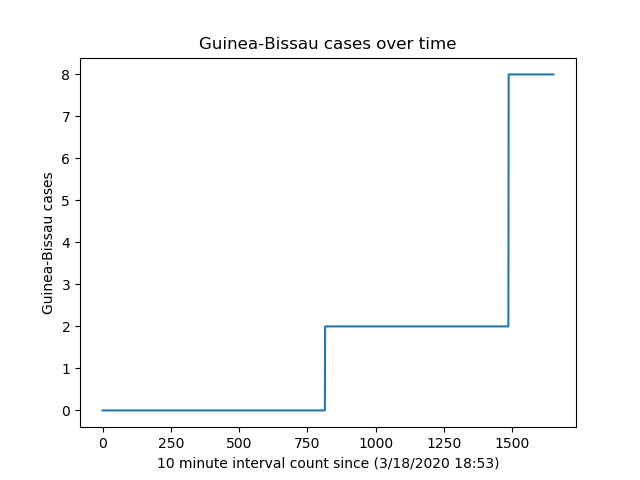 Guinea-Bissau cases over time
8
7
6
5
4
3
2
1
0
Guinea-Bissau cases
0 250 500 750 1000 1250 1500
10 minute interval count since (3/18/2020 18:53)